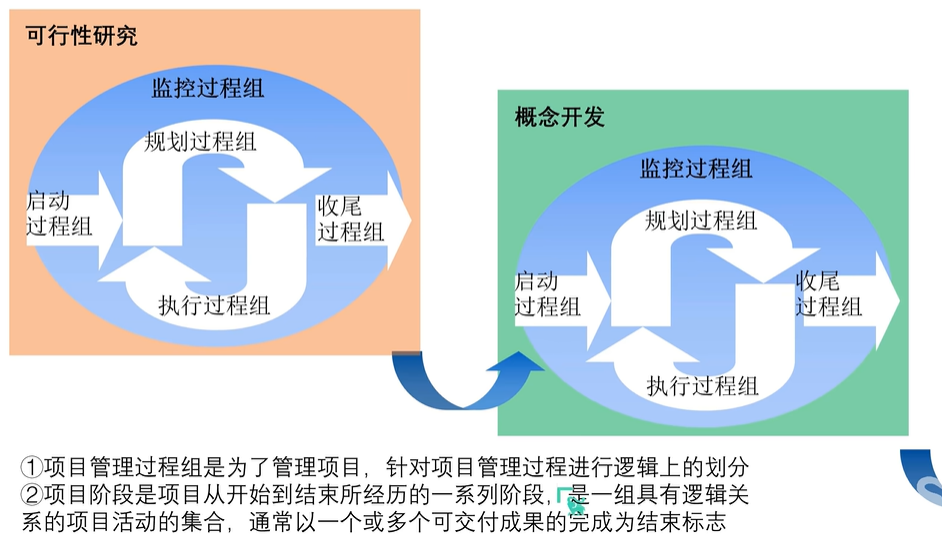 可行性研究
监控过程组
规划过程组
启动
过程组
收尾
过程组
执行过程组
概念开发
监控过程组
规划过程组
启动
过程组
收尾
过程组
执行过程组
①项目管理过程组是为了管理项目，针对项目管理过程进行逻辑上的划分
②项目阶段是项目从开始到结束所经历的一系列阶段，是一组具有逻辑关
系的项目活动的集合，通常以一个或多个可交付成果的完成为结束标志